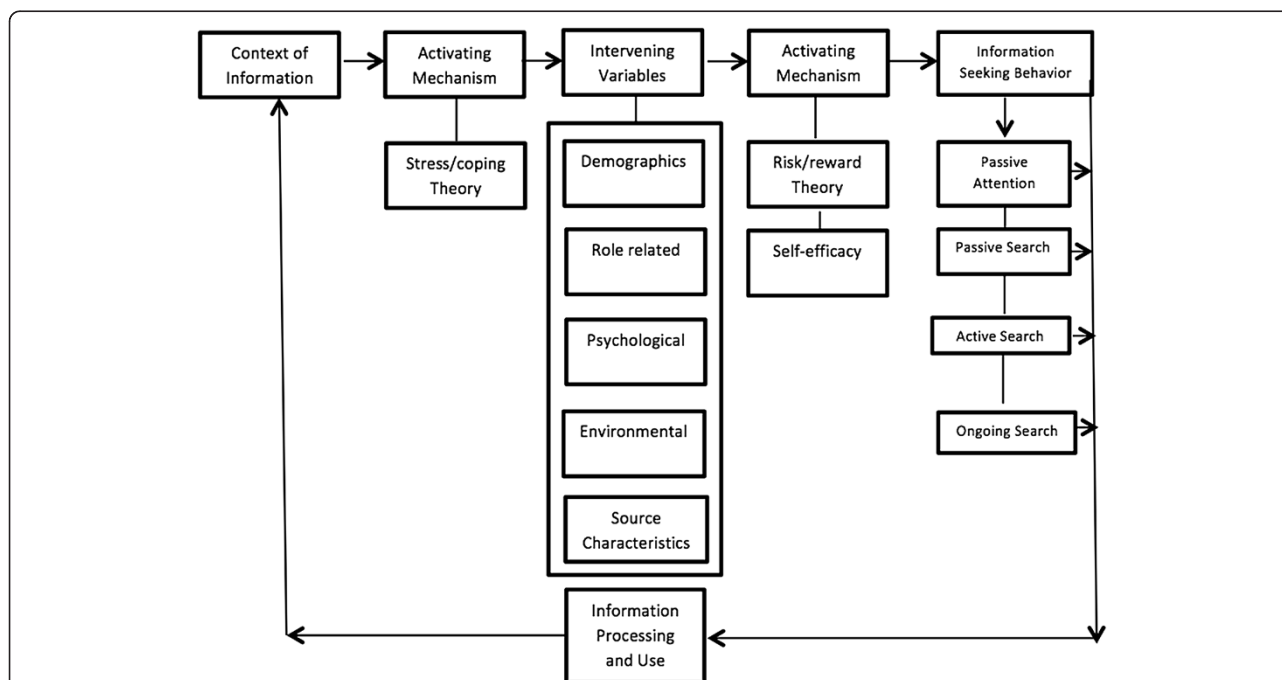 Context of
Information
Activating
Mechanism
Intervening
Variables
Activating
Mechanism
Information
Seeking Behavior
Stress/coping
Theory
Demographics
Role related
Psychological
Environmental
Source
Characteristics
Risk/reward
Theory
Self-efficacy
Passive
Attention
Passive Search
Active Search
Ongoing Search
Information
Processing
and Use